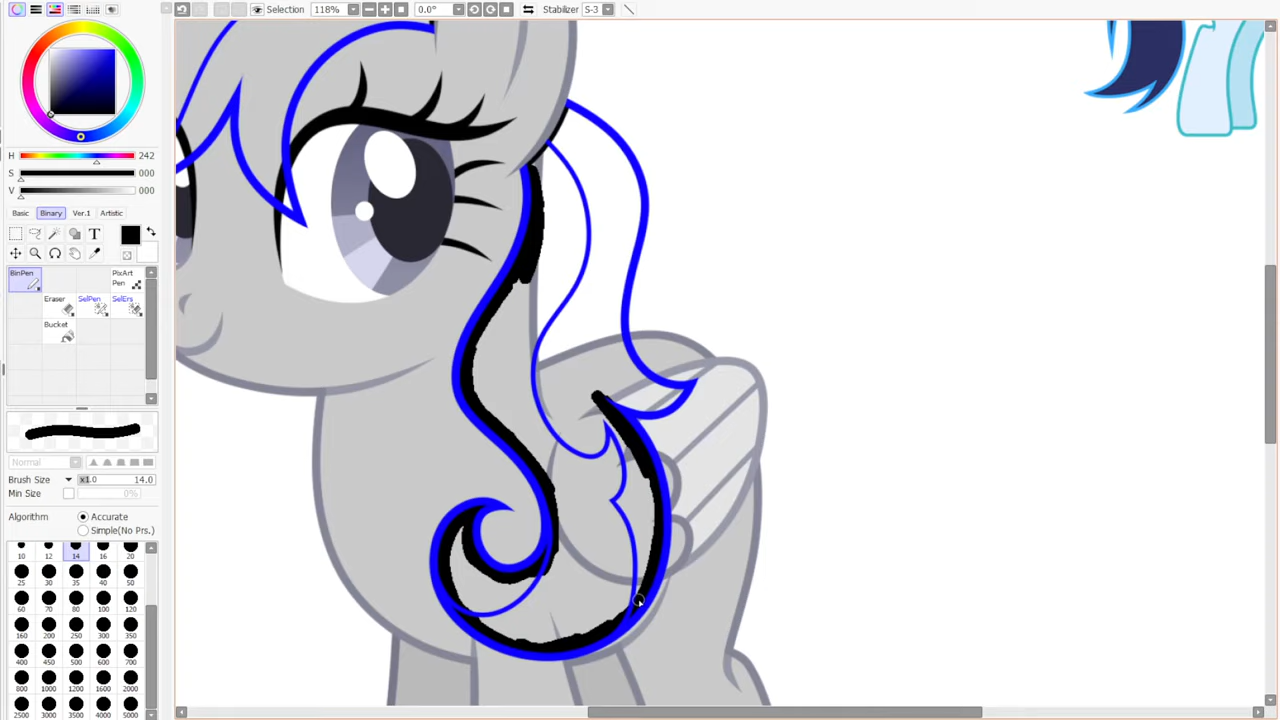 Selection 118% 0.0° Stabilizer S-3
H 242
S 000
V 000
Basic Binary Ver.1 Artistic
T
BinPen PixArt
Pen
Eraser SelPen SelErs
Bucket
Normal
Brush Size x1.0 14.0
Min Size 0%
Algorithm Accurate
Simple(No Prs.)
10 12 14 16 20
25 30 35 40 50
60 70 80 100 120
160 200 250 300 350
400 450 500 600 700
800 1000 1200 1600 2000
2500 3000 3500 4000 5000